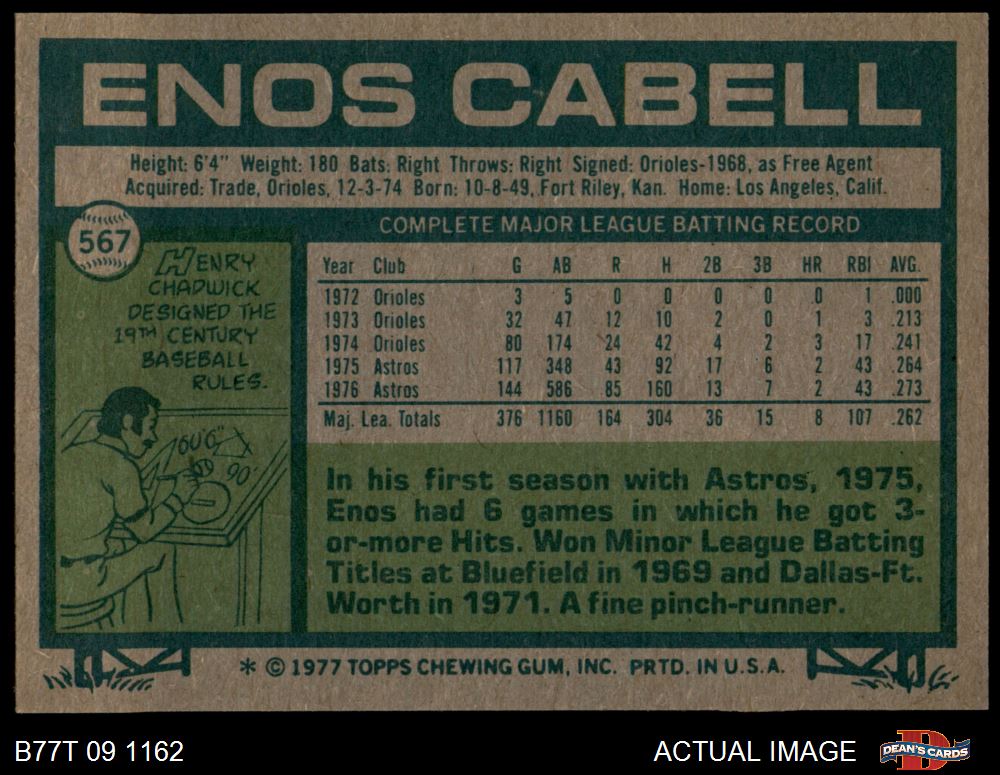 ENOS CABELL
Height: 6'4" Weight: 180 Bats: Right Throws: Right Signed: Orioles-1968, as Free Agent
Acquired: Trade, Orioles, 12-3-74 Born: 10-8-49, Fort Riley, Kan. Home: Los Angeles, Calif.
567
HENRY
CHADWICK
DESIGNED THE
19TH CENTURY
BASEBALL
RULES.
60'6"
90'
COMPLETE MAJOR LEAGUE BATTING RECORD
Year Club G AB R H 2B 3B HR RBI AVG.
1972 Orioles 3 5 0 0 0 0 0 1 .000
1973 Orioles 32 47 12 10 2 0 1 3 .213
1974 Orioles 80 174 24 42 4 2 3 17 .241
1975 Astros 117 348 43 92 17 6 2 43 .264
1976 Astros 144 586 85 160 13 7 2 43 .273
Maj. Lea. Totals 376 1160 164 304 36 15 8 107 .262
In his first season with Astros, 1975,
Enos had 6 games in which he got 3-
or-more Hits. Won Minor League Batting
Titles at Bluefield in 1969 and Dallas-Ft.
Worth in 1971. A fine pinch-runner.
* © 1977 TOPPS CHEWING GUM, INC. PRTD. IN U.S.A.
B77T 09 1162 ACTUAL IMAGE DEAN'S CARDS